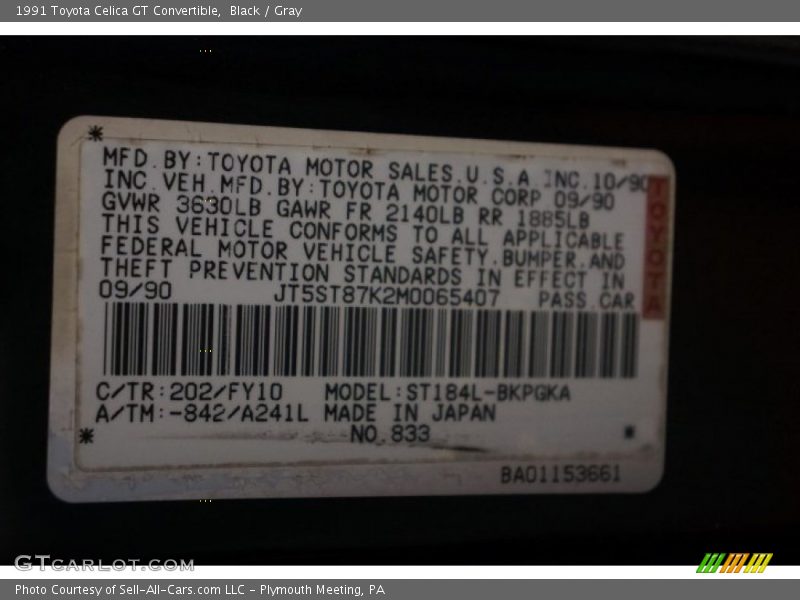 1991 Toyota Celica GT Convertible, Black / Gray
MFD. BY: TOYOTA MOTOR SALES. U.S.A INC. 10/90
INC. VEH. MFD. BY: TOYOTA MOTOR CORP 09/90
GVWR 3630LB GAWR FR 2140LB RR 1885LB
THIS VEHICLE CONFORMS TO ALL APPLICABLE
FEDERAL MOTOR VEHICLE SAFETY. BUMPER. AND
THEFT PREVENTION STANDARDS IN EFFECT IN
09/90 JT5ST87K2M0065407 PASS. CAR
TOYOTA
C/TR: 202/FY10 MODEL: ST184L-BKPGKA
A/TM: -842/A241L MADE IN JAPAN
NO. 833
BA01153661
GTCARLOT.COM
Photo Courtesy of Sell-All-Cars.com LLC - Plymouth Meeting, PA